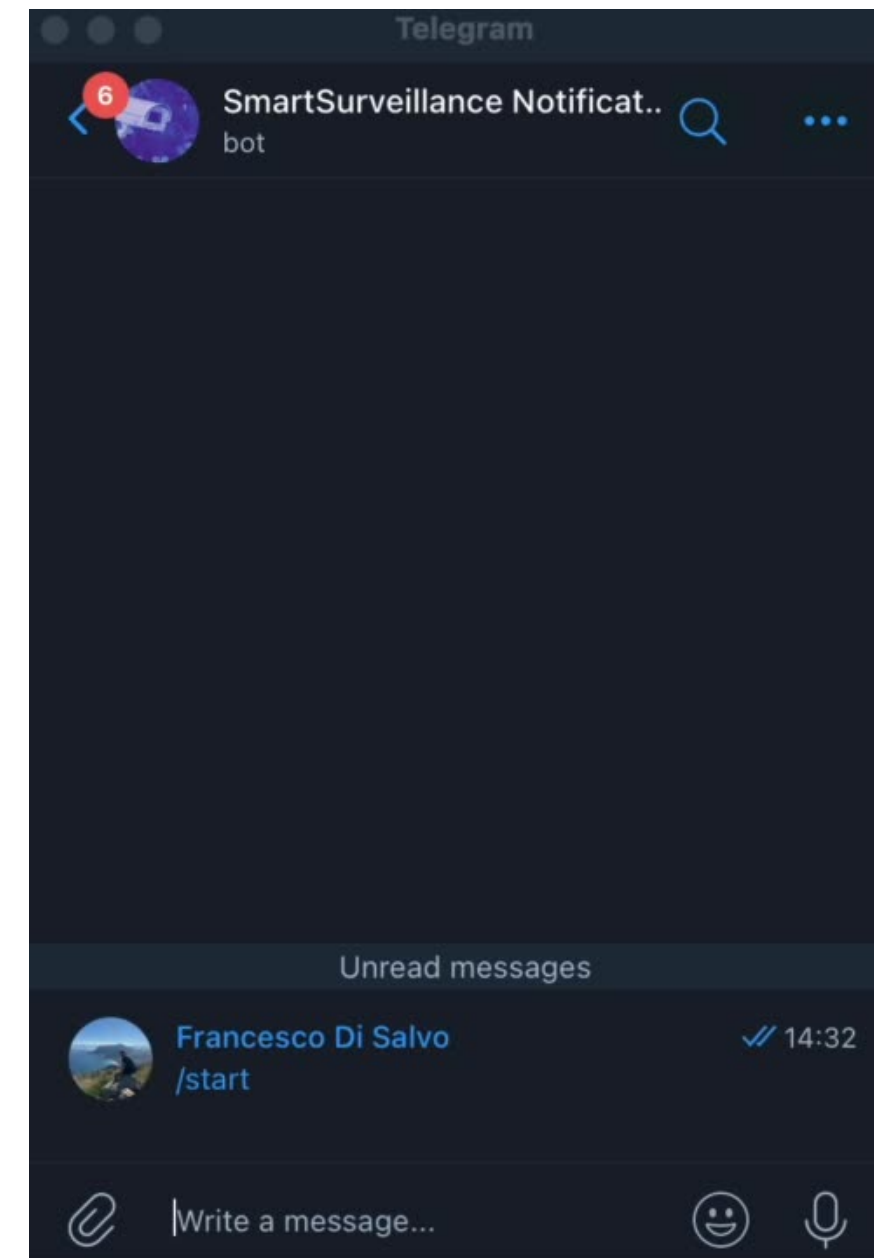 Telegram
6
SmartSurveillance Notificat..
bot
Unread messages
Francesco Di Salvo 14:32
/start
Write a message...